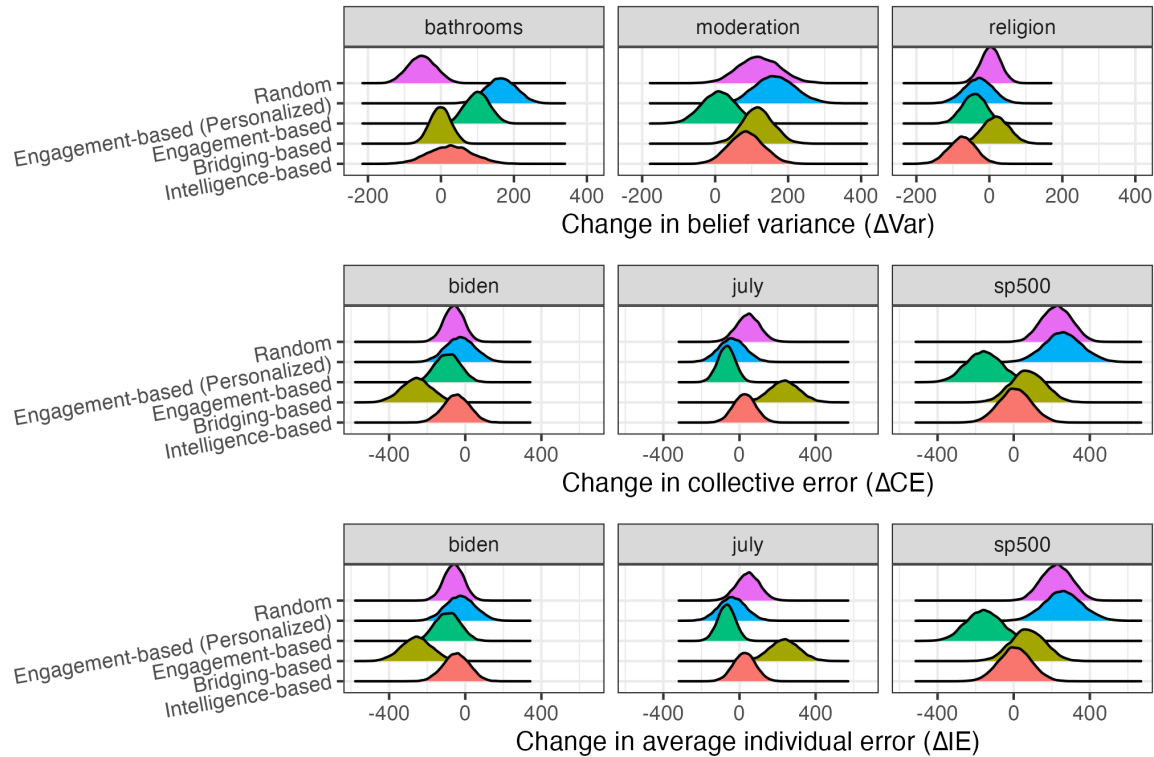 bathrooms moderation religion
Random
Engagement-based (Personalized)
Engagement-based
Bridging-based
Intelligence-based
-200 0 200 400 -200 0 200 400 -200 0 200 400
Change in belief variance (ΔVar)
biden july sp500
Random
Engagement-based (Personalized)
Engagement-based
Bridging-based
Intelligence-based
-400 0 400 -400 0 400 -400 0 400
Change in collective error (ΔCE)
biden july sp500
Random
Engagement-based (Personalized)
Engagement-based
Bridging-based
Intelligence-based
-400 0 400 -400 0 400 -400 0 400
Change in average individual error (ΔIE)